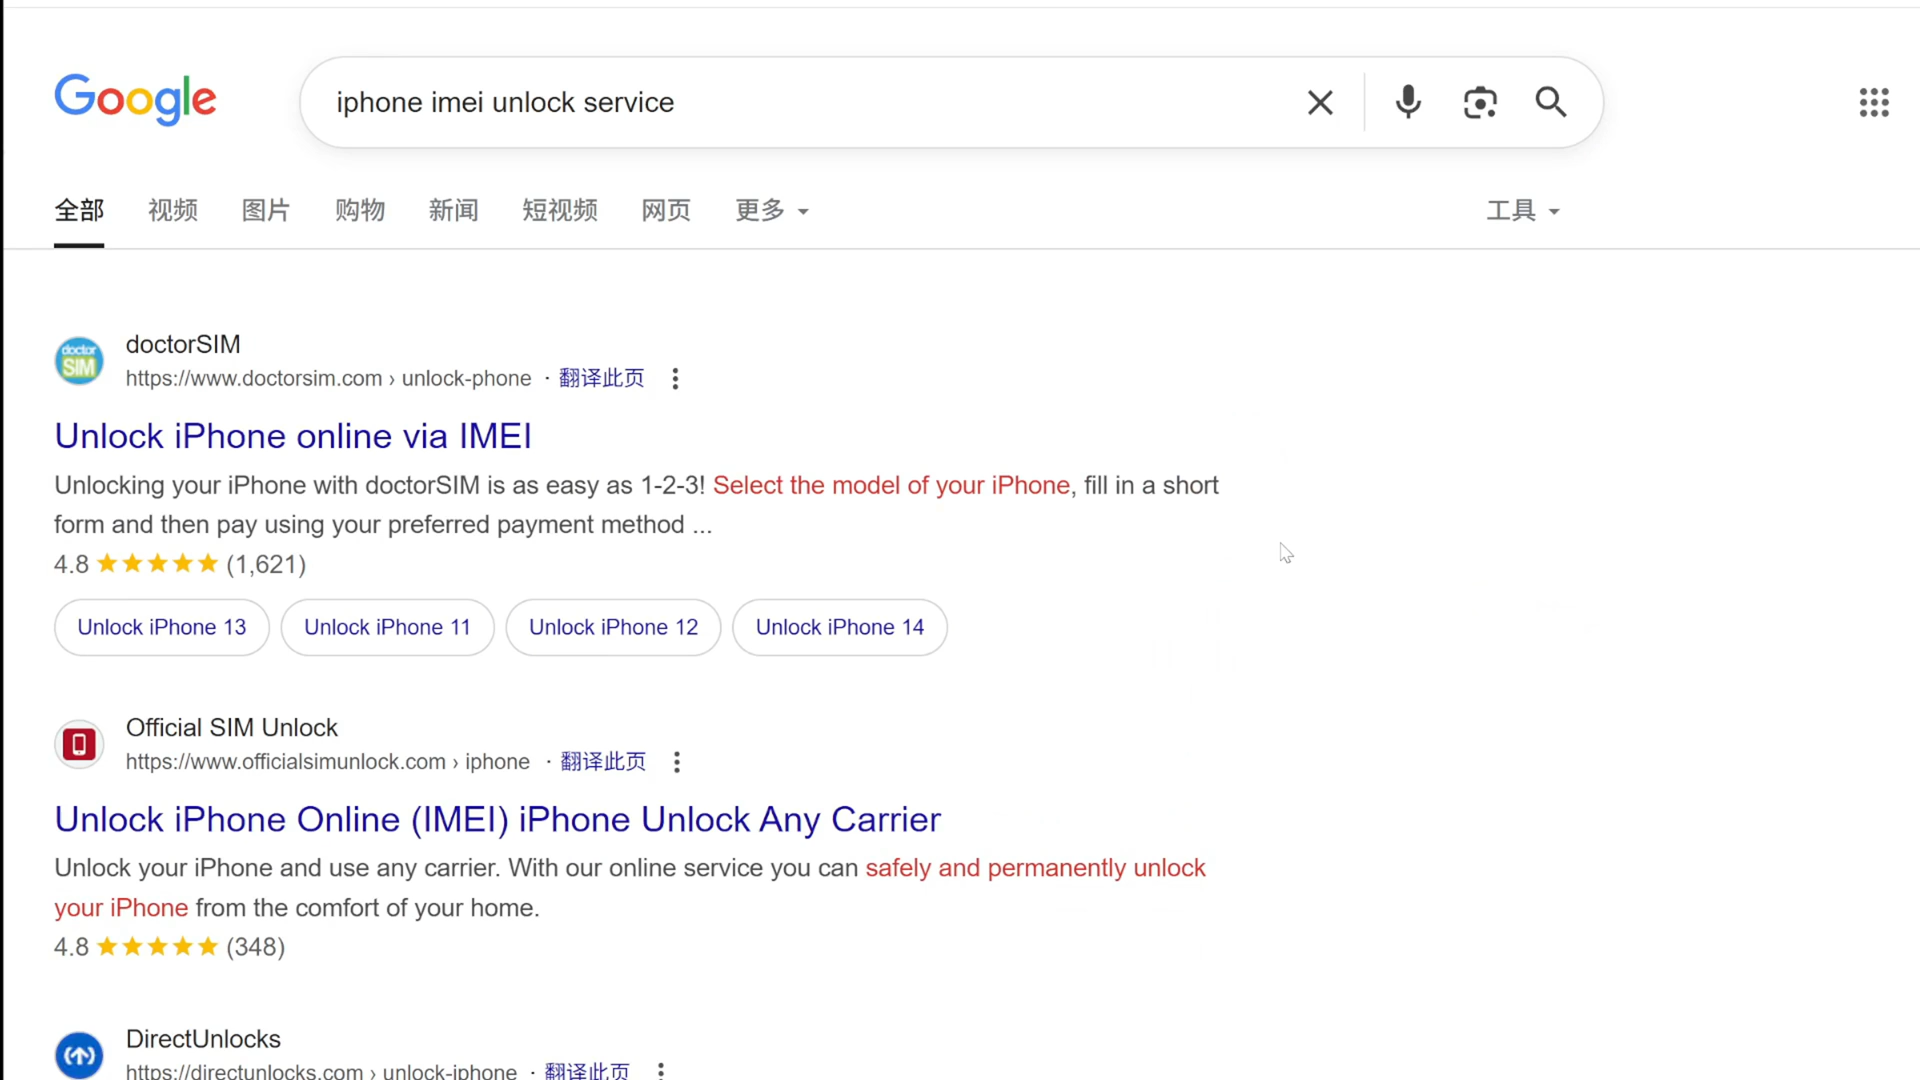 Google
iphone imei unlock service
全部 视频 图片 购物 新闻 短视频 网页 更多 工具
doctor SIM
doctorSIM
https://www.doctorsim.com › unlock-phone · 翻译此页
Unlock iPhone online via IMEI
Unlocking your iPhone with doctorSIM is as easy as 1-2-3! Select the model of your iPhone, fill in a short
form and then pay using your preferred payment method ...
4.8 ★★★★★ (1,621)
Unlock iPhone 13 Unlock iPhone 11 Unlock iPhone 12 Unlock iPhone 14
Official SIM Unlock
https://www.officialsimunlock.com › iphone · 翻译此页
Unlock iPhone Online (IMEI) iPhone Unlock Any Carrier
Unlock your iPhone and use any carrier. With our online service you can safely and permanently unlock
your iPhone from the comfort of your home.
4.8 ★★★★★ (348)
DirectUnlocks
https://directunlocks.com › unlock-iphone · 翻译此页